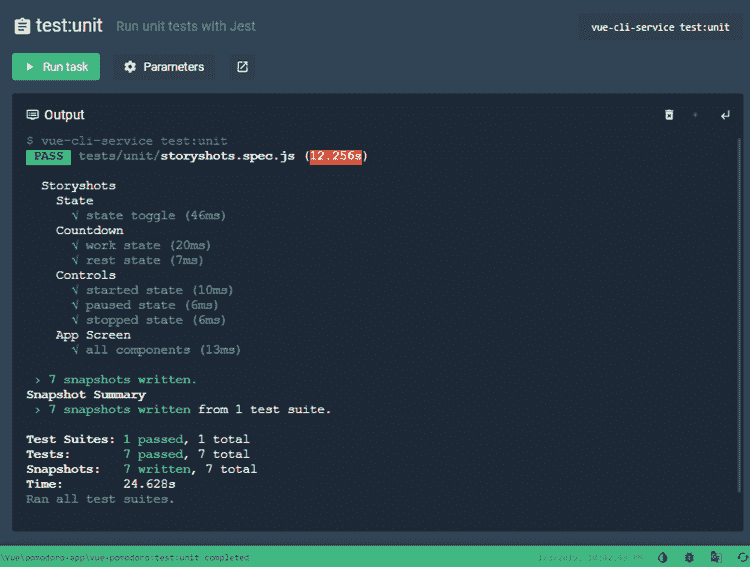 test:unit Run unit tests with Jest vue-cli-service test:unit
Run task Parameters
Output
$ vue-cli-service test:unit
PASS tests/unit/storyshots.spec.js (12.256s)
Storyshots
State
√ state toggle (46ms)
Countdown
√ work state (20ms)
√ rest state (7ms)
Controls
√ started state (10ms)
√ paused state (6ms)
√ stopped state (6ms)
App Screen
√ all components (13ms)
› 7 snapshots written.
Snapshot Summary
› 7 snapshots written from 1 test suite.
Test Suites: 1 passed, 1 total
Tests: 7 passed, 7 total
Snapshots: 7 written, 7 total
Time: 24.628s
Ran all test suites.
\Vue\pomodoro-app\vue-pomodoro:test:unit completed